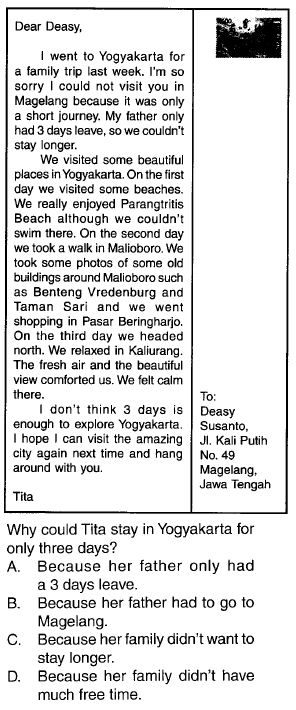 Dear Deasy,
I went to Yogyakarta for
a family trip last week. I'm so
sorry I could not visit you in
Magelang because it was only
a short journey. My father only
had 3 days leave, so we couldn't
stay longer.
We visited some beautiful
places in Yogyakarta. On the first
day we visited some beaches.
We really enjoyed Parangtritis
Beach although we couldn't
swim there. On the second day
we took a walk in Malioboro. We
took some photos of some old
buildings around Malioboro such
as Benteng Vredenburg and
Taman Sari and we went
shopping in Pasar Beringharjo.
On the third day we headed
north. We relaxed in Kaliurang.
The fresh air and the beautiful
view comforted us. We felt calm
there.
I don't think 3 days is
enough to explore Yogyakarta.
I hope I can visit the amazing
city again next time and hang
around with you.
Tita
To:
Deasy
Susanto,
Jl. Kali Putih
No. 49
Magelang,
Jawa Tengah
Why could Tita stay in Yogyakarta for
only three days?
A. Because her father only had
a 3 days leave.
B. Because her father had to go to
Magelang.
C. Because her family didn't want to
stay longer.
D. Because her family didn't have
much free time.